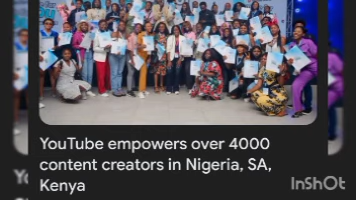 YouTube empowers over 4000
content creators in Nigeria, SA,
Kenya
InShOt